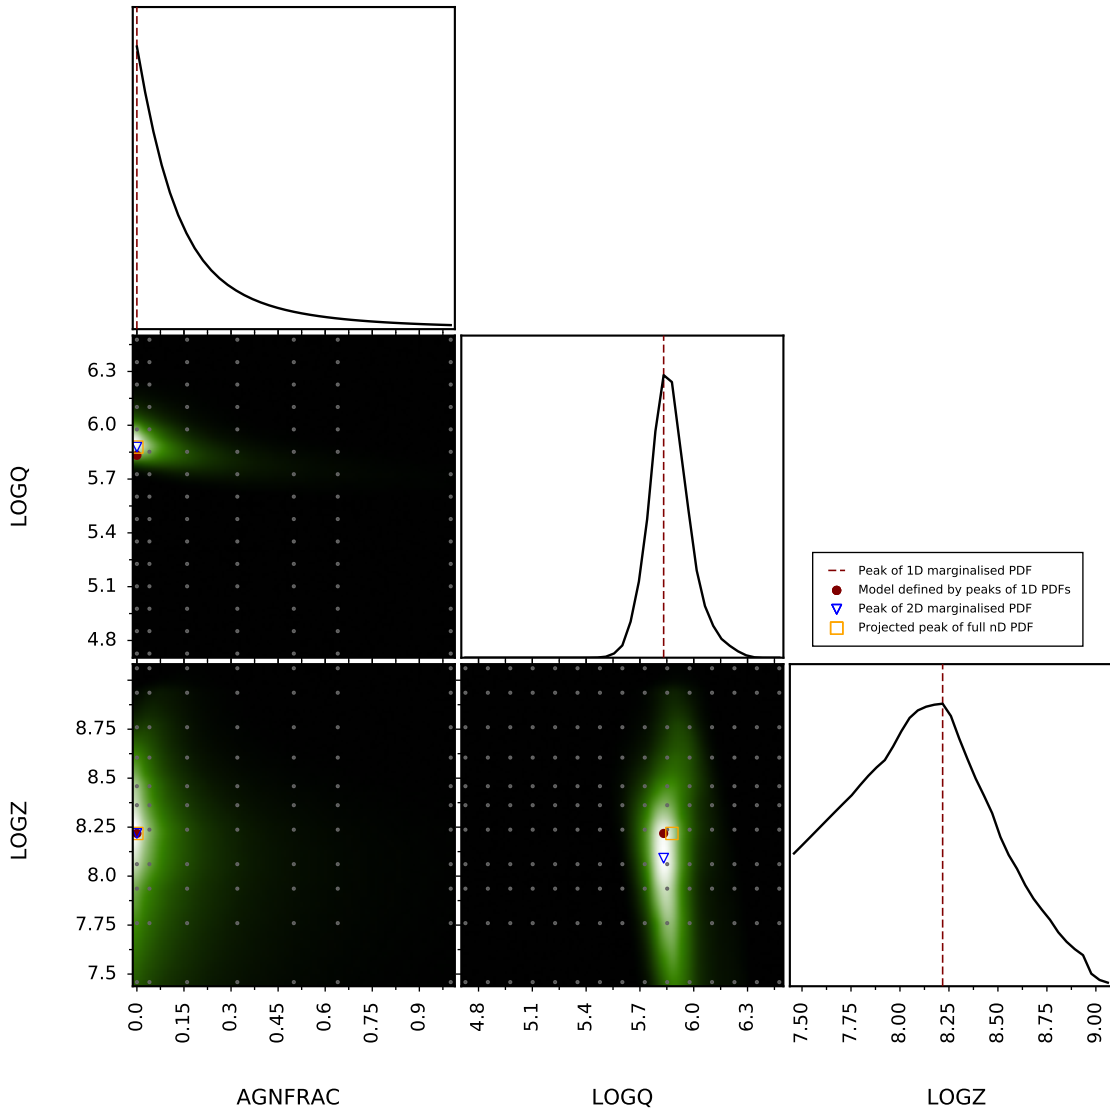 LOGQ
6.3
6.0
5.7
5.4
5.1
4.8
Peak of 1D marginalised PDF
Model defined by peaks of 1D PDFs
Peak of 2D marginalised PDF
Projected peak of full nD PDF
LOGZ
8.75
8.5
8.25
8.0
7.75
7.5
0.0 0.15 0.3 0.45 0.6 0.75 0.9
4.8 5.1 5.4 5.7 6.0 6.3
7.50 7.75 8.00 8.25 8.50 8.75 9.00
AGNFRAC
LOGQ
LOGZ